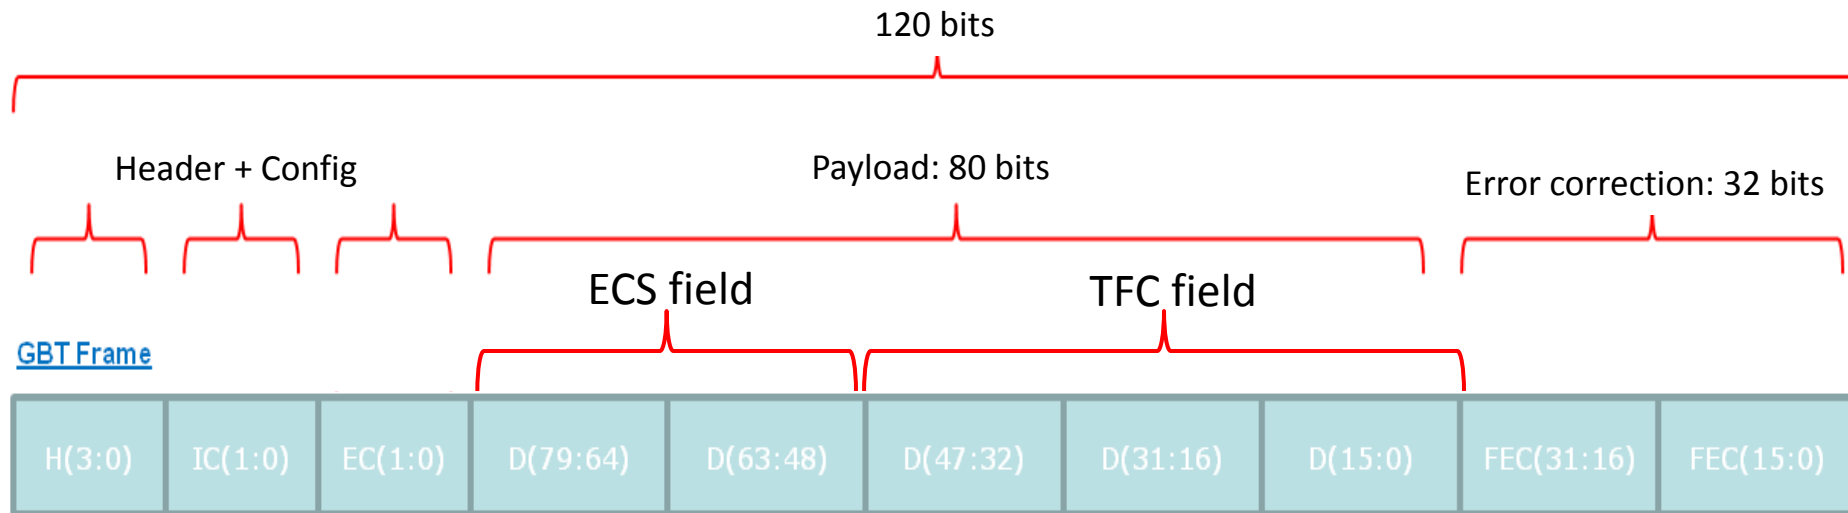 120 bits
Header + Config
Payload: 80 bits
Error correction: 32 bits
ECS field
TFC field
GBT Frame
H(3:0) IC(1:0) EC(1:0) D(79:64) D(63:48) D(47:32) D(31:16) D(15:0) FEC(31:16) FEC(15:0)